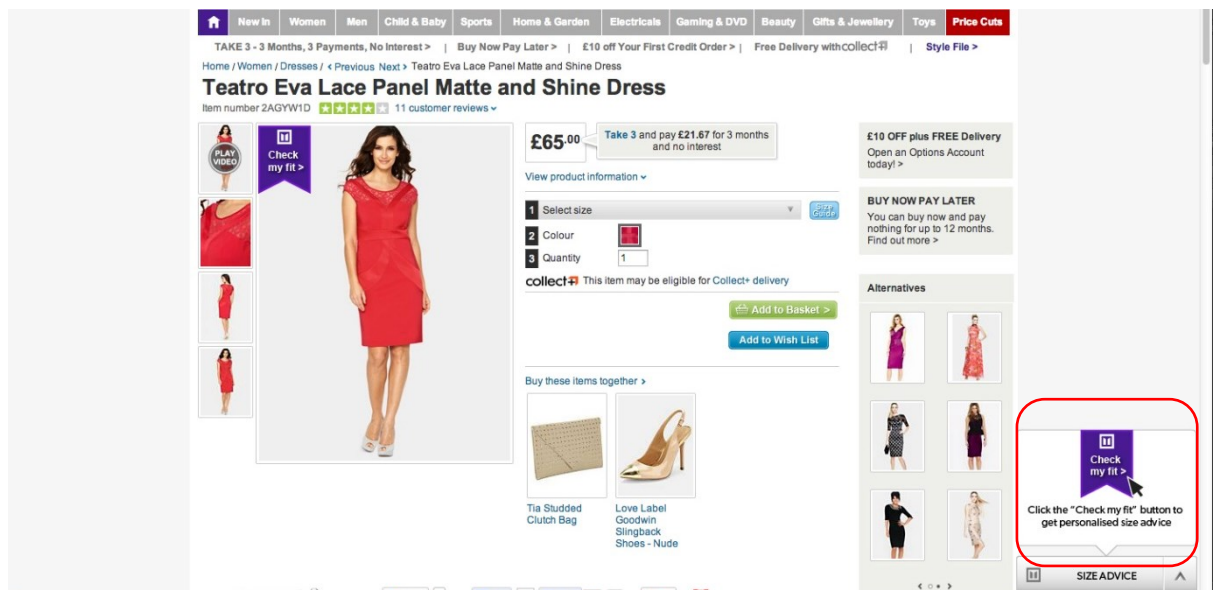 New In Women Men Child & Baby Sports Home & Garden Electricals Gaming & DVD Beauty Gifts & Jewellery Toys Price Cuts
TAKE 3 - 3 Months, 3 Payments, No Interest > | Buy Now Pay Later > | £10 off Your First Credit Order > | Free Delivery with collect+ | Style File >
Home / Women / Dresses / < Previous Next > Teatro Eva Lace Panel Matte and Shine Dress
Teatro Eva Lace Panel Matte and Shine Dress
Item number 2AGYW1D 11 customer reviews
PLAY
VIDEO
Check
my fit >
£65.00
Take 3 and pay £21.67 for 3 months
and no interest
View product information
1 Select size
Size
Guide
2 Colour
3 Quantity 1
collect+ This item may be eligible for Collect+ delivery
Add to Basket >
Add to Wish List
Buy these items together >
Tia Studded
Clutch Bag
Love Label
Goodwin
Slingback
Shoes - Nude
£10 OFF plus FREE Delivery
Open an Options Account
today! >
BUY NOW PAY LATER
You can buy now and pay
nothing for up to 12 months.
Find out more >
Alternatives
Check
my fit >
Click the "Check my fit" button to
get personalised size advice
SIZE ADVICE